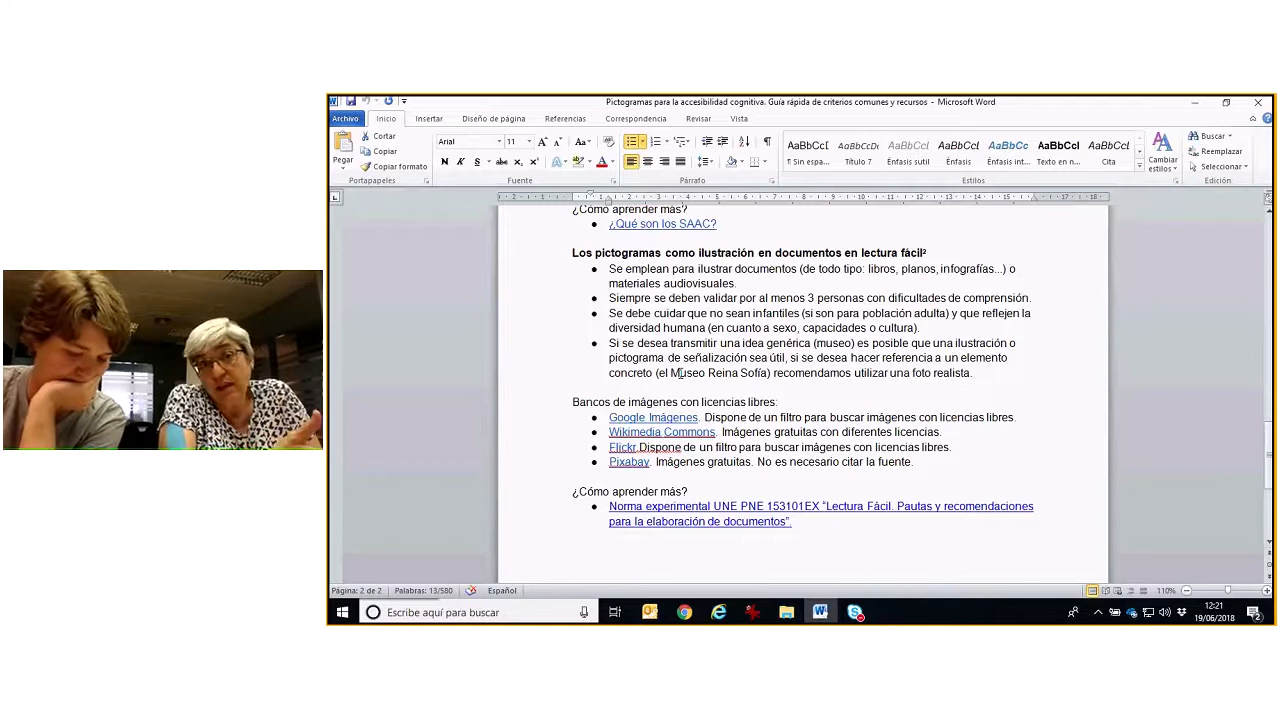 Pictogramas para la accesibilidad cognitiva. Guía rápida de criterios comunes y recursos - Microsoft Word
Archivo Inicio Insertar Diseño de página Referencias Correspondencia Revisar Vista
Pegar
Cortar
Copiar
Copiar formato
Portapapeles
Arial 11
N K S abc x₂ x²
Fuente
Párrafo
AaBbCcI AaBbCcDc AaBbCcl AaBbCcl AaBbCc AaBbCcl AaBbCcl
¶ Sin espa... Título 7 Énfasis sutil Énfasis Énfasis int... Texto en n... Cita
Estilos
Cambiar estilos
Buscar
Reemplazar
Seleccionar
Edición
¿Cómo aprender más?
● ¿Qué son los SAAC?
Los pictogramas como ilustración en documentos en lectura fácil²
● Se emplean para ilustrar documentos (de todo tipo: libros, planos, infografías...) o
materiales audiovisuales.
● Siempre se deben validar por al menos 3 personas con dificultades de comprensión.
● Se debe cuidar que no sean infantiles (si son para población adulta) y que reflejen la
diversidad humana (en cuanto a sexo, capacidades o cultura).
● Si se desea transmitir una idea genérica (museo) es posible que una ilustración o
pictograma de señalización sea útil, si se desea hacer referencia a un elemento
concreto (el Museo Reina Sofía) recomendamos utilizar una foto realista.
Bancos de imágenes con licencias libres:
● Google Imágenes. Dispone de un filtro para buscar imágenes con licencias libres.
● Wikimedia Commons. Imágenes gratuitas con diferentes licencias.
● Flickr.Dispone de un filtro para buscar imágenes con licencias libres.
● Pixabay. Imágenes gratuitas. No es necesario citar la fuente.
¿Cómo aprender más?
● Norma experimental UNE PNE 153101EX “Lectura Fácil. Pautas y recomendaciones
para la elaboración de documentos”.
Página: 2 de 2 Palabras: 13/580 Español 110%
Escribe aquí para buscar
12:21
19/06/2018